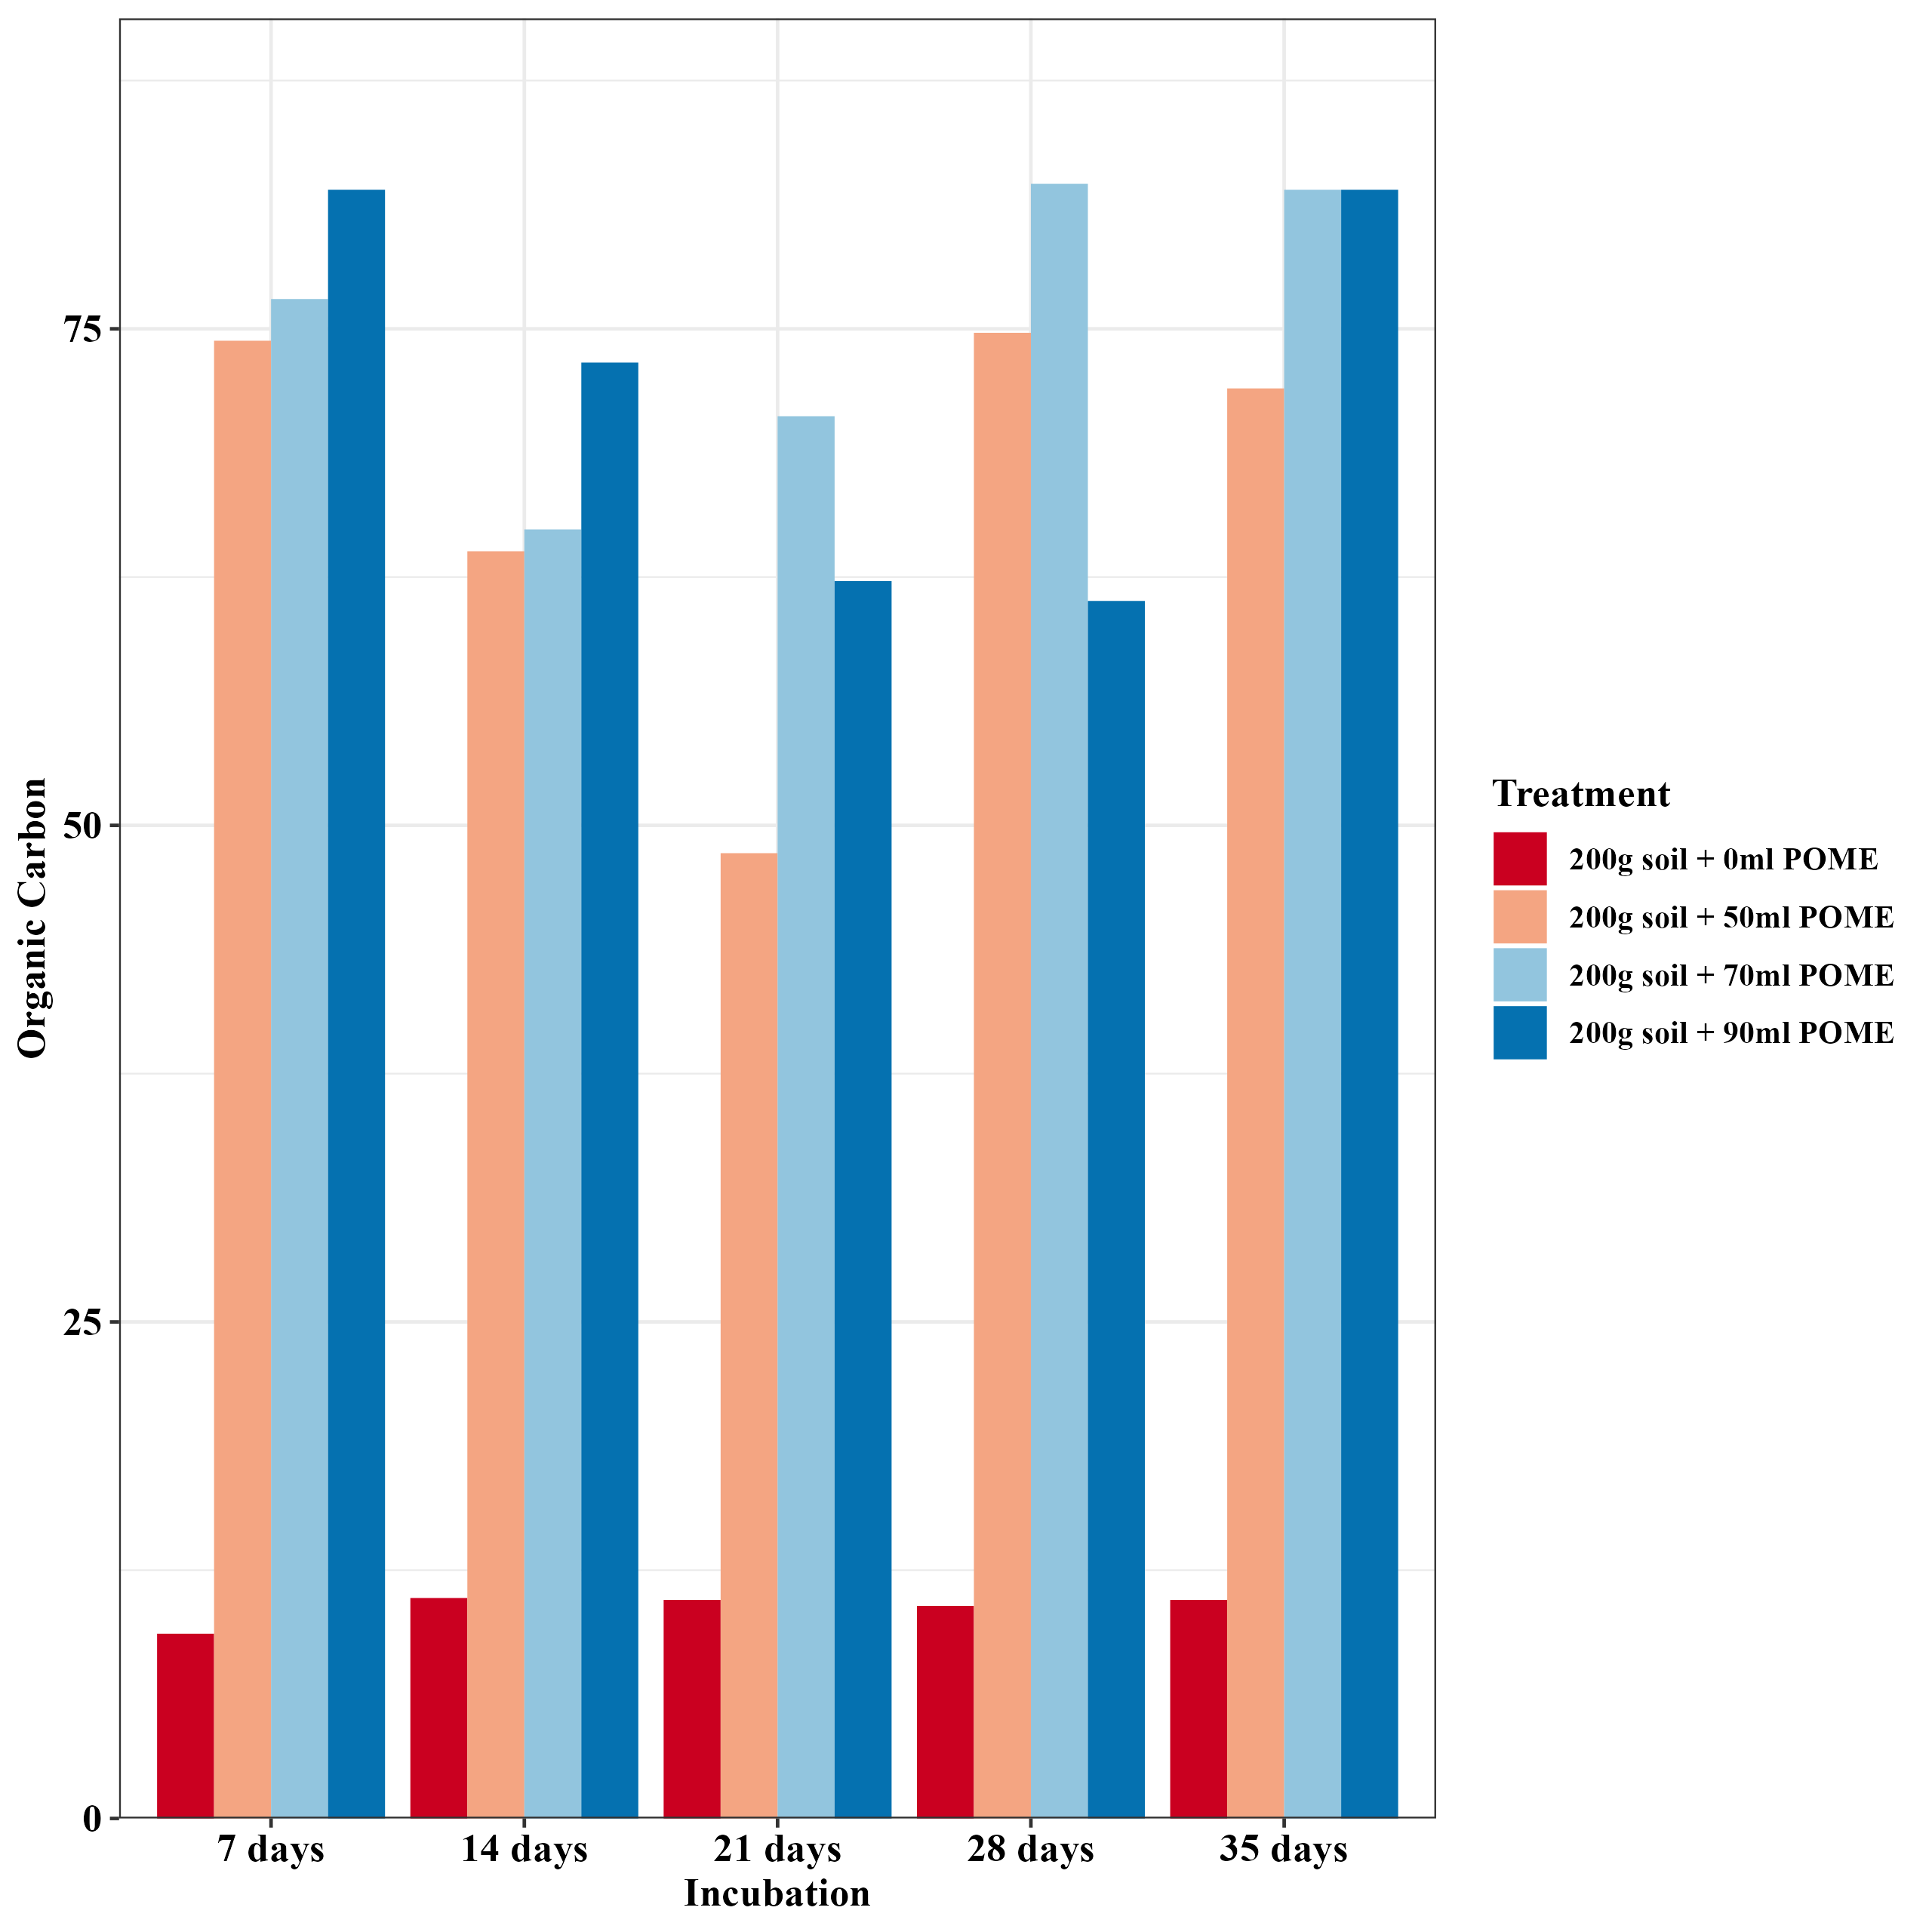 Organic Carbon
75
50
25
0
7 days
14 days
21 days
28 days
35 days
Incubation
Treatment
200g soil + 0ml POME
200g soil + 50ml POME
200g soil + 70ml POME
200g soil + 90ml POME